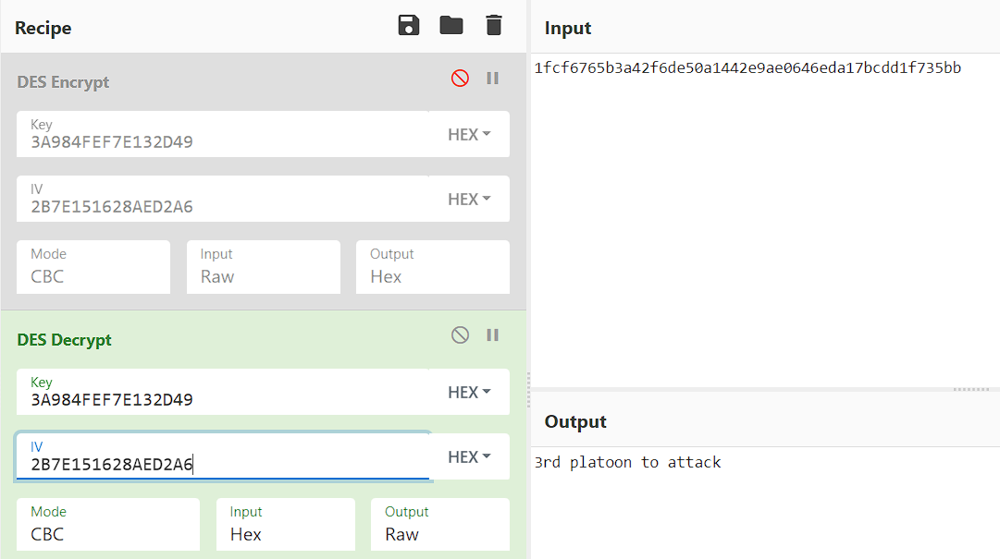 Recipe
DES Encrypt
Key
3A984FEF7E132D49
HEX
IV
2B7E151628AED2A6
HEX
Mode
CBC
Input
Raw
Output
Hex
DES Decrypt
Key
3A984FEF7E132D49
HEX
IV
2B7E151628AED2A6
HEX
Mode
CBC
Input
Hex
Output
Raw
Input
1fcf6765b3a42f6de50a1442e9ae0646eda17bcdd1f735bb
Output
3rd platoon to attack